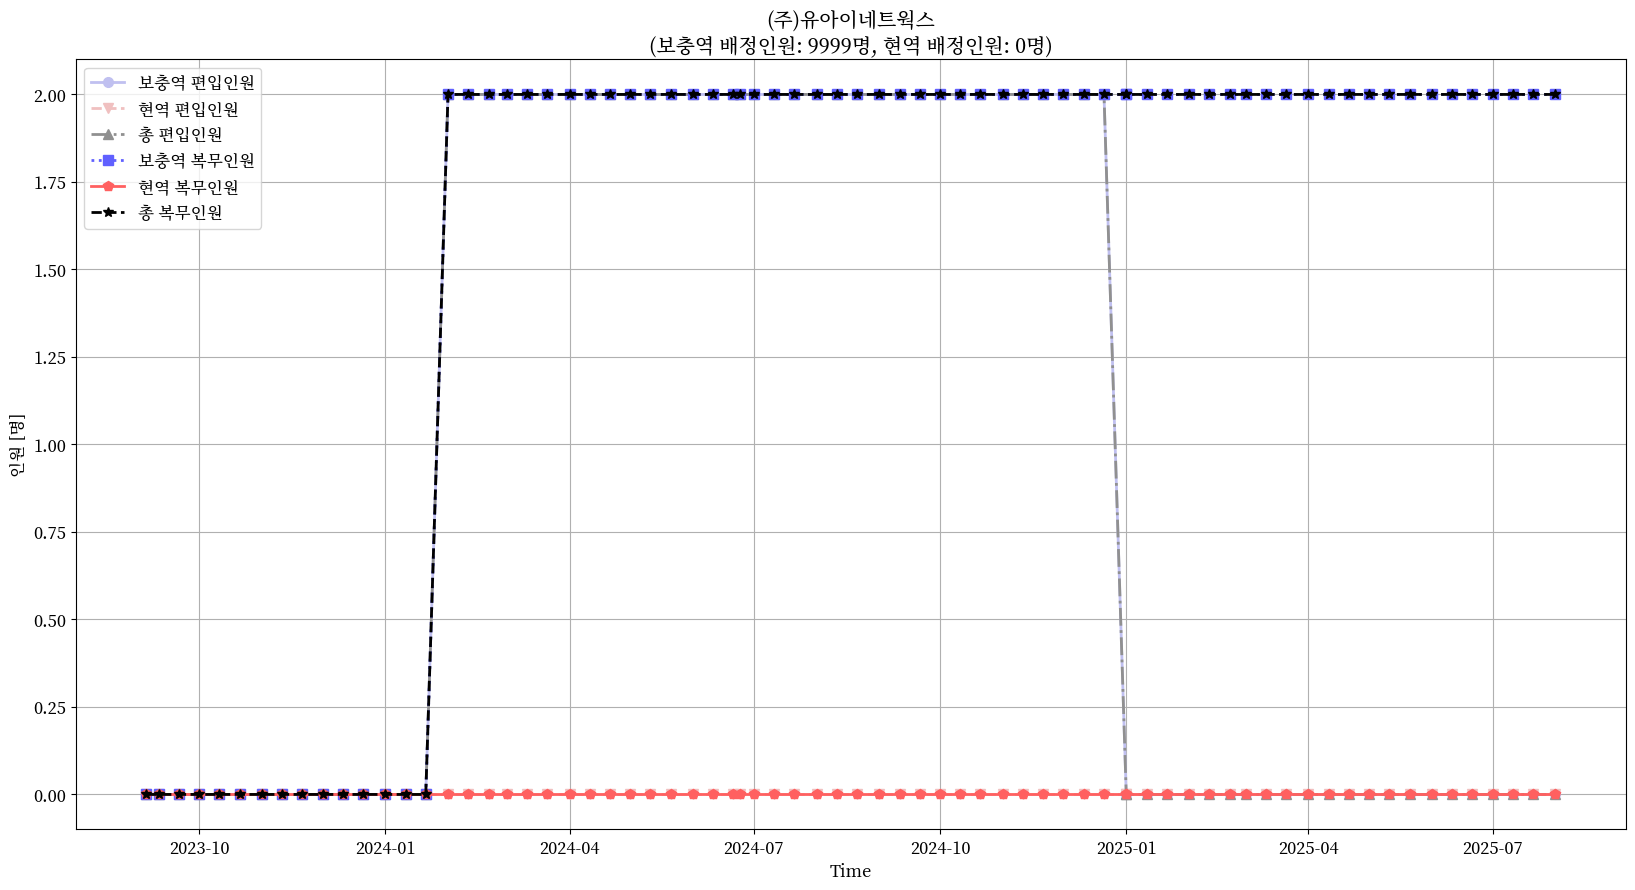 (주)유아이네트웍스
(보충역 배정인원: 9999명, 현역 배정인원: 0명)
보충역 편입인원
현역 편입인원
총 편입인원
보충역 복무인원
현역 복무인원
총 복무인원
2.00
1.75
1.50
1.25
1.00
0.75
0.50
0.25
0.00
인원 [명]
2023-10
2024-01
2024-04
2024-07
2024-10
2025-01
2025-04
2025-07
Time